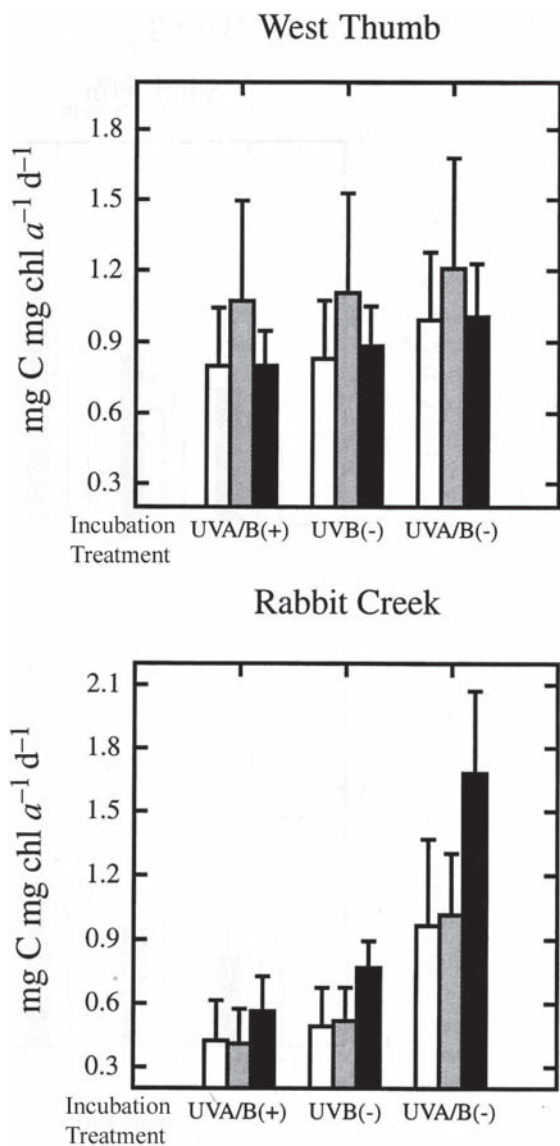 West Thumb
mg C mg chl a⁻¹ d⁻¹
1.8
1.5
1.2
0.9
0.6
0.3
Incubation
Treatment
UVA/B(+) UVB(-) UVA/B(-)
Rabbit Creek
mg C mg chl a⁻¹ d⁻¹
2.1
1.8
1.5
1.2
0.9
0.6
0.3
Incubation
Treatment
UVA/B(+) UVB(-) UVA/B(-)